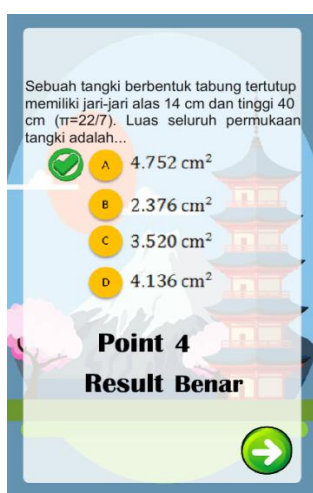 Sebuah tangki berbentuk tabung tertutup
memiliki jari-jari alas 14 cm dan tinggi 40
cm (π=22/7). Luas seluruh permukaan
tangki adalah...
A 4.752 cm²
B 2.376 cm²
C 3.520 cm²
D 4.136 cm²
Point 4
Result Benar